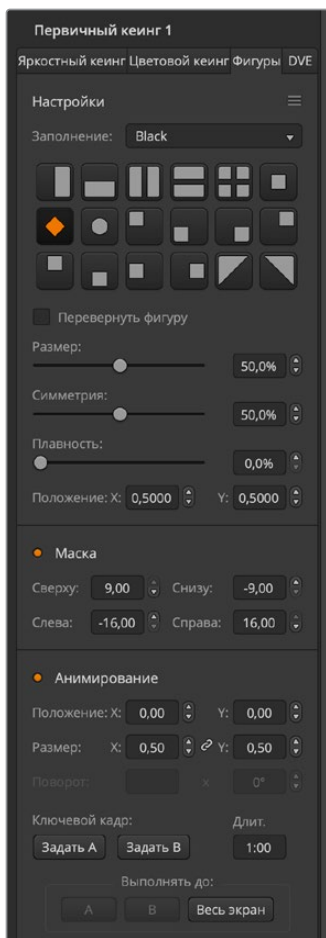 Первичный кеинг 1
Яркостный кеинг Цветовой кеинг Фигуры DVE
Настройки
Заполнение: Black
Перевернуть фигуру
Размер:
50,0%
Симметрия:
50,0%
Плавность:
0,0%
Положение: X: 0,5000 Y: 0,5000
Маска
Сверху: 9,00 Снизу: -9,00
Слева: -16,00 Справа: 16,00
Анимирование
Положение: X: 0,00 Y: 0,00
Размер: X: 0,50 Y: 0,50
Поворот: x 0°
Ключевой кадр: Длит.
Задать A Задать B 1:00
Выполнять до:
A B Весь экран